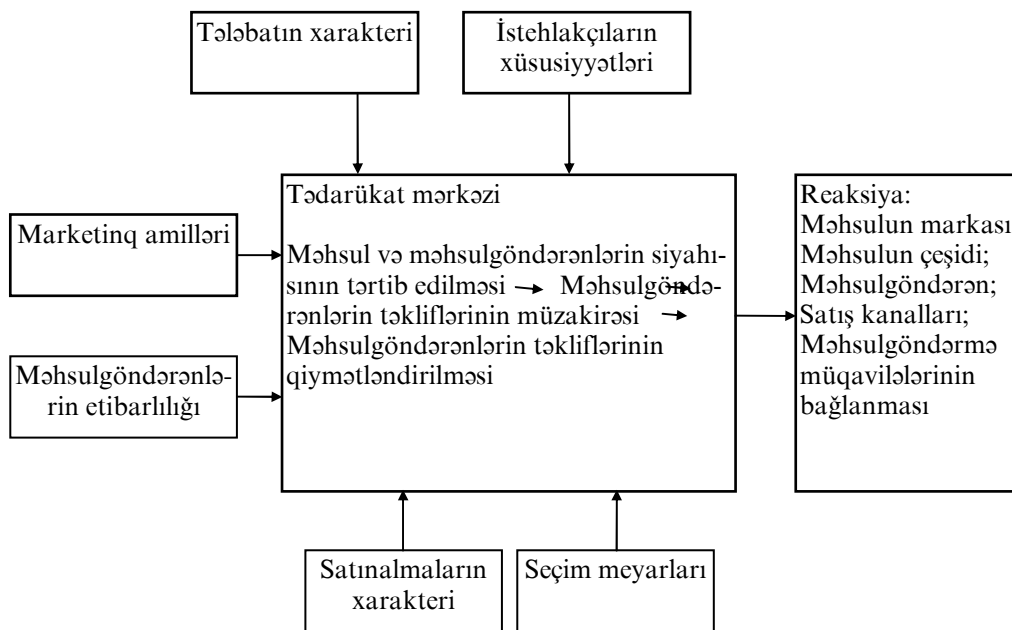 Tələbatın xarakteri
İstehlakçıların
xüsusiyyətləri
Marketinq amilləri
Məhsulgöndərənlə-
rin etibarlılığı
Tədarükat mərkəzi
Məhsul və məhsulgöndərənlərin siyahı-
sının tərtib edilməsi → Məhsulgöndə-
rənlərin təkliflərinin müzakirəsi →
Məhsulgöndərənlərin təkliflərinin
qiymətləndirilməsi
Reaksiya:
Məhsulun markası
Məhsulun çeşidi;
Məhsulgöndərən;
Satış kanalları;
Məhsulgöndərmə
müqavilələrinin
bağlanması
Satınalmaların
xarakteri
Seçim meyarları